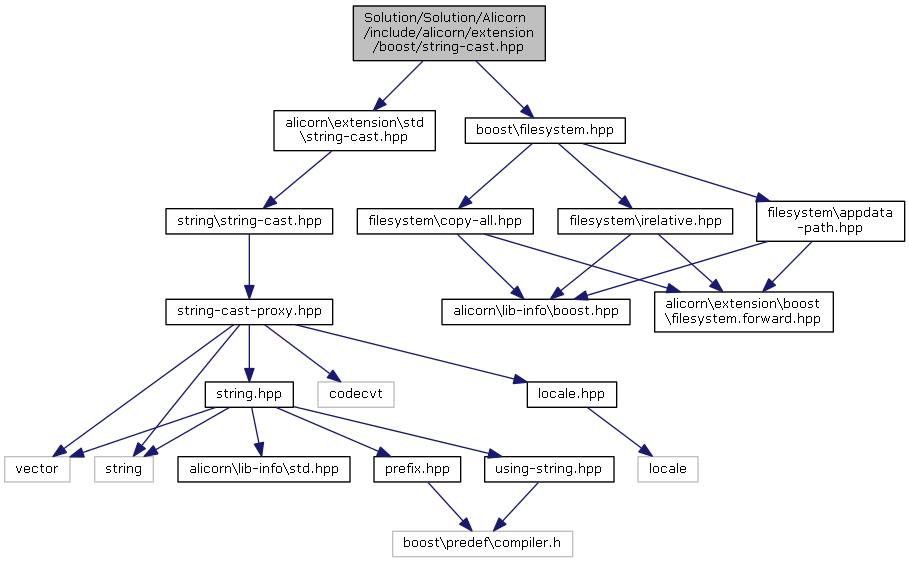 Solution/Solution/Alicorn
/include/alicorn/extension
/boost/string-cast.hpp
alicorn\extension\std
\string-cast.hpp
boost\filesystem.hpp
string\string-cast.hpp
filesystem\copy-all.hpp
filesystem\irelative.hpp
filesystem\appdata
-path.hpp
string-cast-proxy.hpp
alicorn\lib-info\boost.hpp
alicorn\extension\boost
\filesystem.forward.hpp
string.hpp
codecvt
locale.hpp
vector
string
alicorn\lib-info\std.hpp
prefix.hpp
using-string.hpp
locale
boost\predef\compiler.h